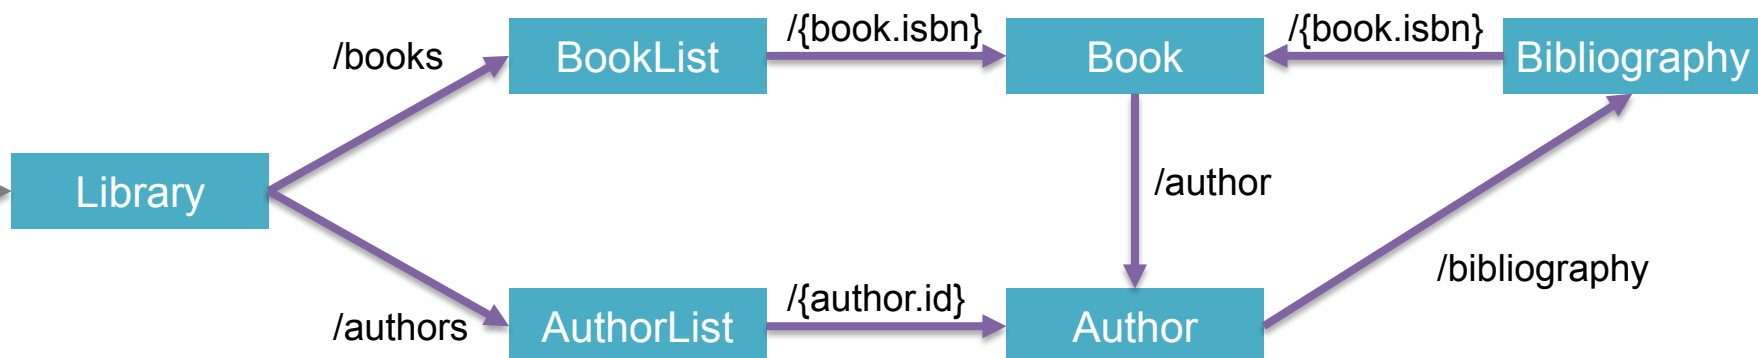 /books
BookList
/{book.isbn}
Book
/{book.isbn}
Bibliography
Library
/author
/bibliography
/authors
AuthorList
/{author.id}
Author